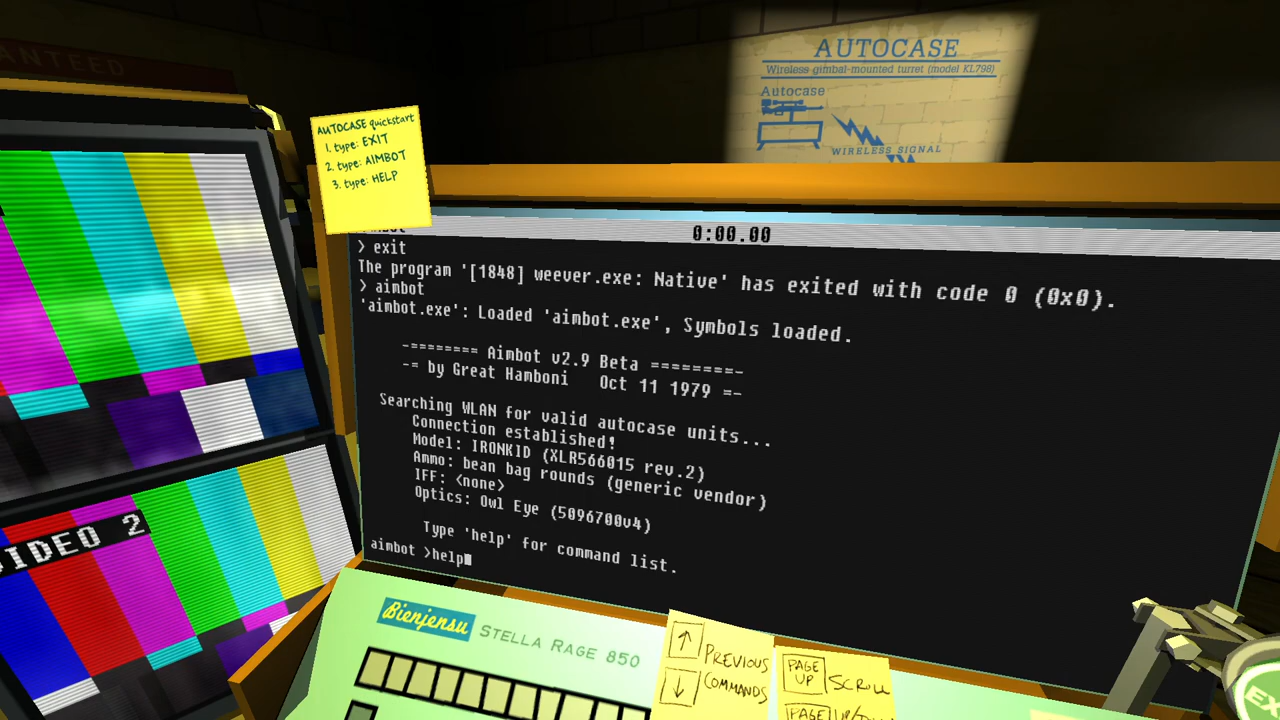 ANTEED
AUTOCASE
Wireless gimbal-mounted turret (model KL798)
Autocase
WIRELESS SIGNAL
AUTOCASE quickstart
1. type: EXIT
2. type: AIMBOT
3. type: HELP
0:00.00
> exit
The program '[1848] weever.exe: Native' has exited with code 0 (0x0).
> aimbot
'aimbot.exe': Loaded 'aimbot.exe', Symbols loaded.
-======== Aimbot v2.9 Beta ========-
-= by Great Hamboni Oct 11 1979 =-
Searching WLAN for valid autocase units...
Connection established!
Model: IRONKID (XLR566015 rev.2)
Ammo: bean bag rounds (generic vendor)
IFF: <none>
Optics: Owl Eye (5096700v4)
Type 'help' for command list.
aimbot >help
IDEO 2
Bienjensu
STELLA RAGE 850
↑ PREVIOUS
↓ COMMANDS
PAGE
UP
SCROLL
PAGE
EX